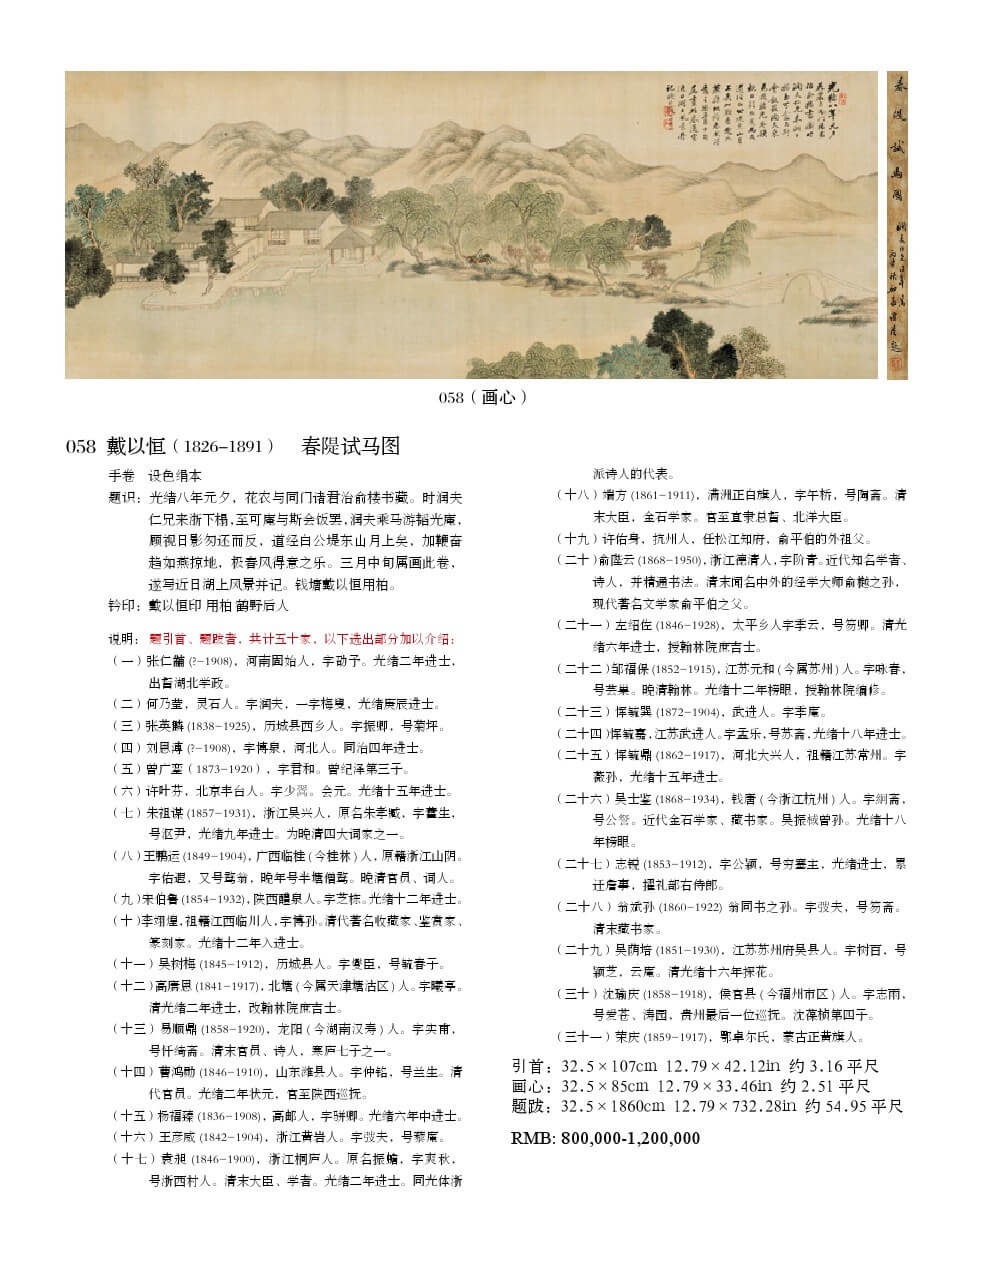 光緒八年元夕
春隄試馬圖
058（画心）
058 戴以恒（1826-1891） 春隄试马图
手卷 设色绢本
题识：光绪八年元夕，花农与同门诸君治俞楼书藏。时润夫
仁兄来浙下榻，至可庵与斯会饭罢，润夫乘马游韬光庵，
顾视日影匆还而反，道经白公堤东山月上矣，加鞭奋
趋如燕掠地，极春风得意之乐。三月中旬属画此卷，
遂写近日湖上风景并记。钱塘戴以恒用柏。
钤印：戴以恒印 用柏 鹤野后人
说明： 题引首、题跋者，共计五十家，以下选出部分加以介绍：
（一）张仁黼 (?-1908)，河南固始人，字劭予。光绪二年进士，
出督湖北学政。
（二）何乃莹，灵石人。字润夫，一字梅叟，光绪庚辰进士。
（三）张英麟 (1838-1925)，历城县西乡人。字振卿，号菊坪。
（四）刘恩溥 (?-1908)，字博泉，河北人。同治四年进士。
（五）曾广銮（1873-1920），字君和。曾纪泽第三子。
（六）许叶芬，北京丰台人。字少翯。会元。光绪十五年进士。
（七）朱祖谋 (1857-1931)，浙江吴兴人，原名朱孝臧，字藿生，
号沤尹，光绪九年进士。为晚清四大词家之一。
（八）王鹏运 (1849-1904)，广西临桂 ( 今桂林 ) 人，原籍浙江山阴。
字佑遐，又号鹜翁，晚年号半塘僧鹜。晚清官员、词人。
（九）宋伯鲁 (1854-1932)，陕西醴泉人。字芝栋。光绪十二年进士。
（十）李翊煌，祖籍江西临川人，字博孙。清代著名收藏家、鉴赏家、
篆刻家。光绪十二年入进士。
（十一）吴树梅 (1845-1912)，历城县人。字燮臣，号毓春子。
（十二）高赓恩 (1841-1917)，北塘 ( 今属天津塘沽区 ) 人。字曦亭。
清光绪二年进士，改翰林院庶吉士。
（十三）易顺鼎 (1858-1920)，龙阳 ( 今湖南汉寿 ) 人。字实甫，
号忏绮斋。清末官员、诗人，寒庐七子之一。
（十四）曹鸿勋 (1846-1910)，山东潍县人。字仲铭，号兰生。清
代官员。光绪二年状元，官至陕西巡抚。
（十五）杨福臻 (1836-1908)，高邮人，字骈卿。光绪六年中进士。
（十六）王彦威 (1842-1904)，浙江黄岩人。字弢夫，号藜庵。
（十七）袁昶 (1846-1900)，浙江桐庐人。原名振蟾，字爽秋，
号浙西村人。清末大臣、学者。光绪二年进士。同光体浙
派诗人的代表。
（十八）端方 (1861-1911)，满洲正白旗人，字午桥，号陶斋。清
末大臣，金石学家。官至直隶总督、北洋大臣。
（十九）许佑身，杭州人，任松江知府，俞平伯的外祖父。
（二十）俞陛云 (1868-1950)，浙江德清人，字阶青。近代知名学者、
诗人，并精通书法。清末闻名中外的经学大师俞樾之孙，
现代著名文学家俞平伯之父。
（二十一）左绍佐 (1846-1928)，太平乡人字季云，号笏卿。清光
绪六年进士，授翰林院庶吉士。
（二十二）邹福保 (1852-1915)，江苏元和 ( 今属苏州 ) 人。字咏春，
号芸巢。晚清翰林。光绪十二年榜眼，授翰林院编修。
（二十三）恽毓巽 (1872-1904)，武进人。字季庵。
（二十四）恽毓嘉，江苏武进人。字孟乐，号苏斋，光绪十八年进士。
（二十五）恽毓鼎 (1862-1917)，河北大兴人，祖籍江苏常州。字
薇孙，光绪十五年进士。
（二十六）吴士鉴 (1868-1934)，钱唐 ( 今浙江杭州 ) 人。字絅斋，
号公詧。近代金石学家、藏书家。吴振棫曾孙。光绪十八
年榜眼。
（二十七）志锐 (1853-1912)，字公颖，号穷塞主，光绪进士，累
迁詹事，擢礼部右侍郎。
（二十八）翁斌孙 (1860-1922) 翁同书之孙。字弢夫，号笏斋。
清末藏书家。
（二十九）吴荫培 (1851-1930)，江苏苏州府吴县人。字树百，号
颖芝，云庵。清光绪十六年探花。
（三十）沈瑜庆 (1858-1918)，侯官县 ( 今福州市区 ) 人。字志雨，
号爱苍、涛园，贵州最后一位巡抚。沈葆桢第四子。
（三十一）荣庆 (1859-1917)，鄂卓尔氏，蒙古正黄旗人。
引首：32.5×107cm 12.79×42.12in 约 3.16 平尺
画心：32.5×85cm 12.79×33.46in 约 2.51 平尺
题跋：32.5×1860cm 12.79×732.28in 约 54.95 平尺
RMB: 800,000-1,200,000